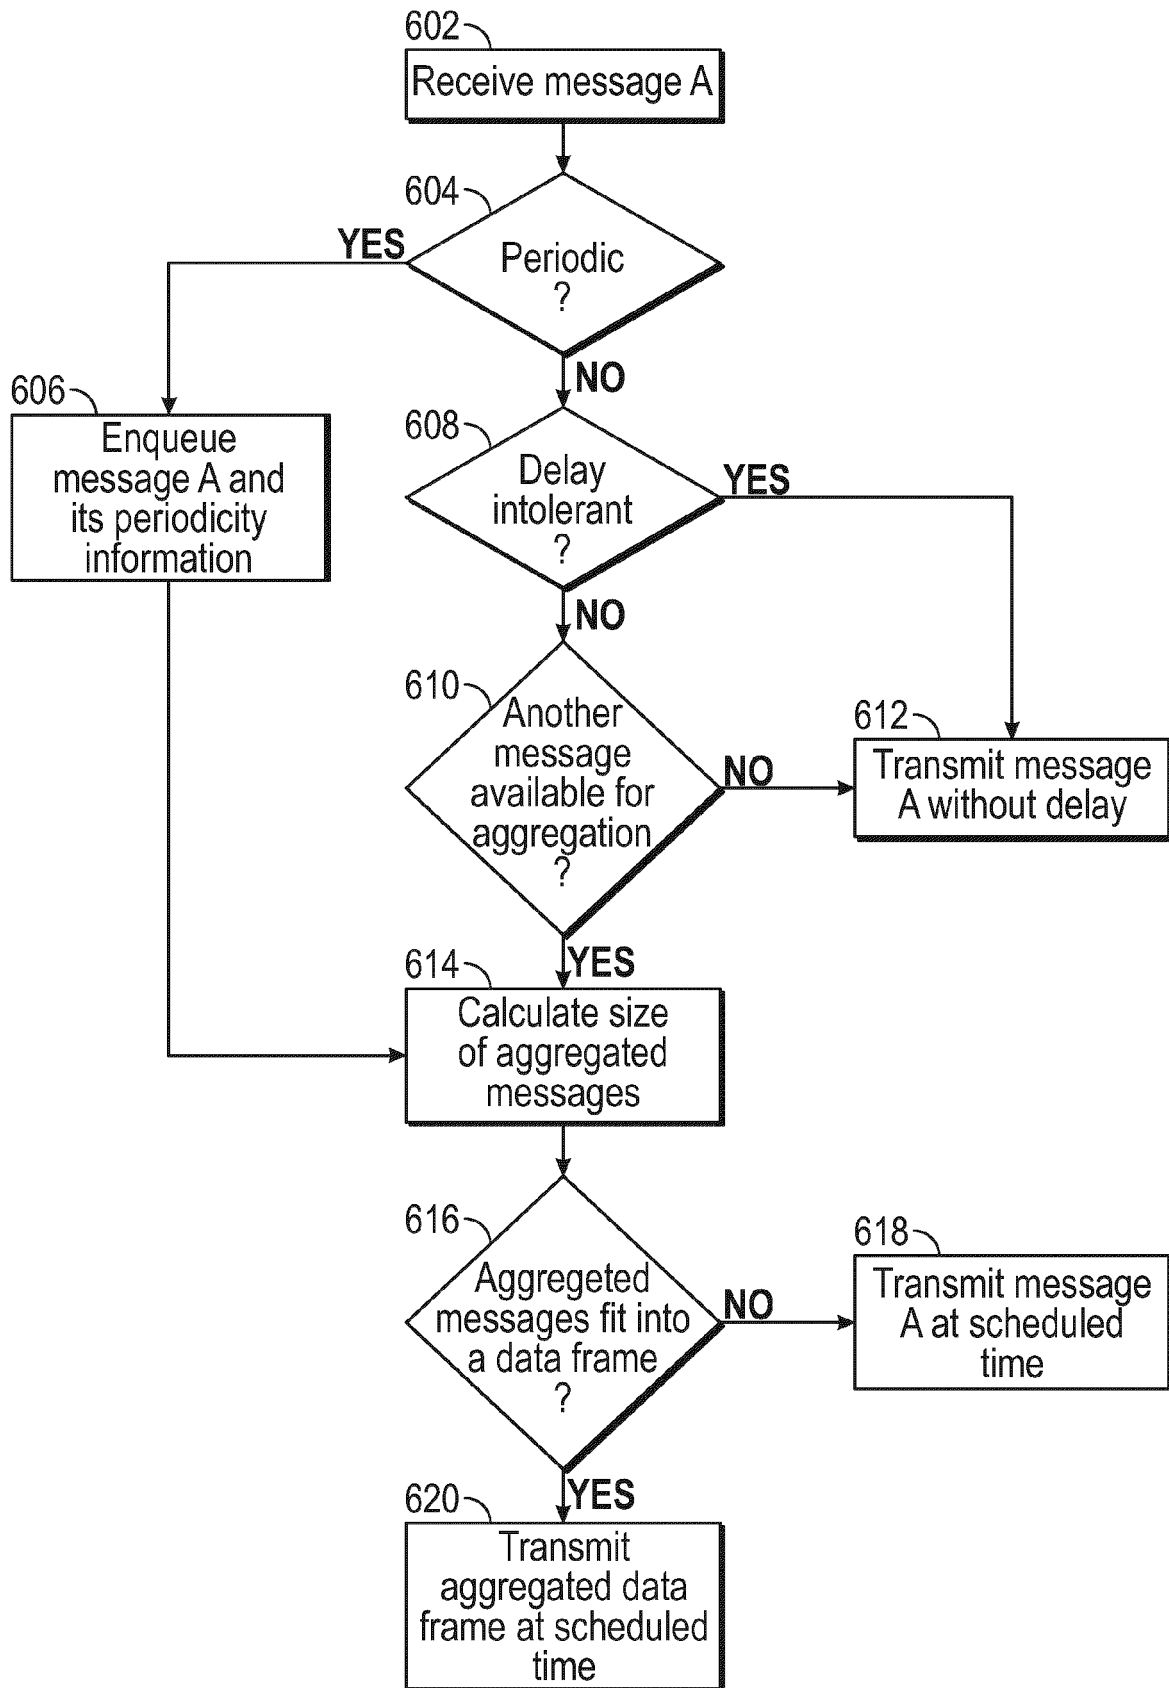 602
Receive message A
604
YES
Periodic
?
NO
606
Enqueue
message A and
its periodicity
information
608
Delay
intolerant
?
YES
NO
610
Another
message
available for
aggregation
?
NO
612
Transmit message
A without delay
YES
614
Calculate size
of aggregated
messages
616
Aggregeted
messages fit into
a data frame
?
NO
618
Transmit message
A at scheduled
time
YES
620
Transmit
aggregated data
frame at scheduled
time